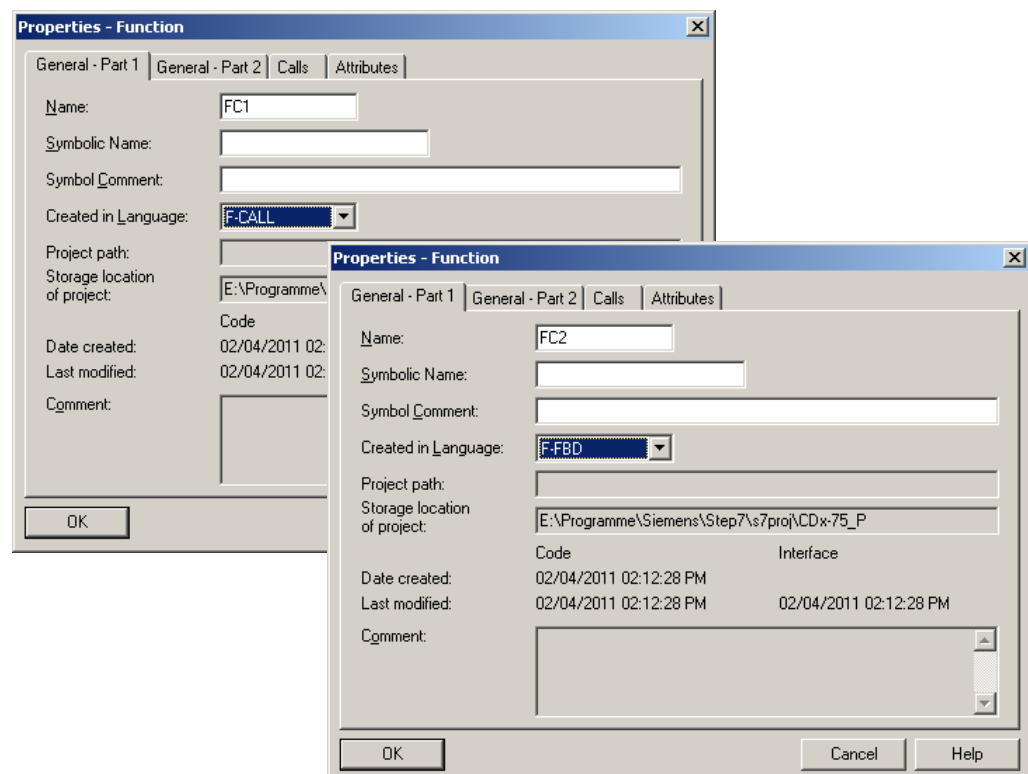 Properties - Function
General - Part 1 General - Part 2 Calls Attributes
Name: FC1
Symbolic Name:
Symbol Comment:
Created in Language: F-CALL
Project path:
Storage location
of project: E:\Programme\
Code
Date created: 02/04/2011 02:
Last modified: 02/04/2011 02:
Comment:
OK
Properties - Function
General - Part 1 General - Part 2 Calls Attributes
Name: FC2
Symbolic Name:
Symbol Comment:
Created in Language: F-FBD
Project path:
Storage location
of project: E:\Programme\Siemens\Step7\s7proj\CDx-75_P
Code Interface
Date created: 02/04/2011 02:12:28 PM
Last modified: 02/04/2011 02:12:28 PM 02/04/2011 02:12:28 PM
Comment:
OK Cancel Help